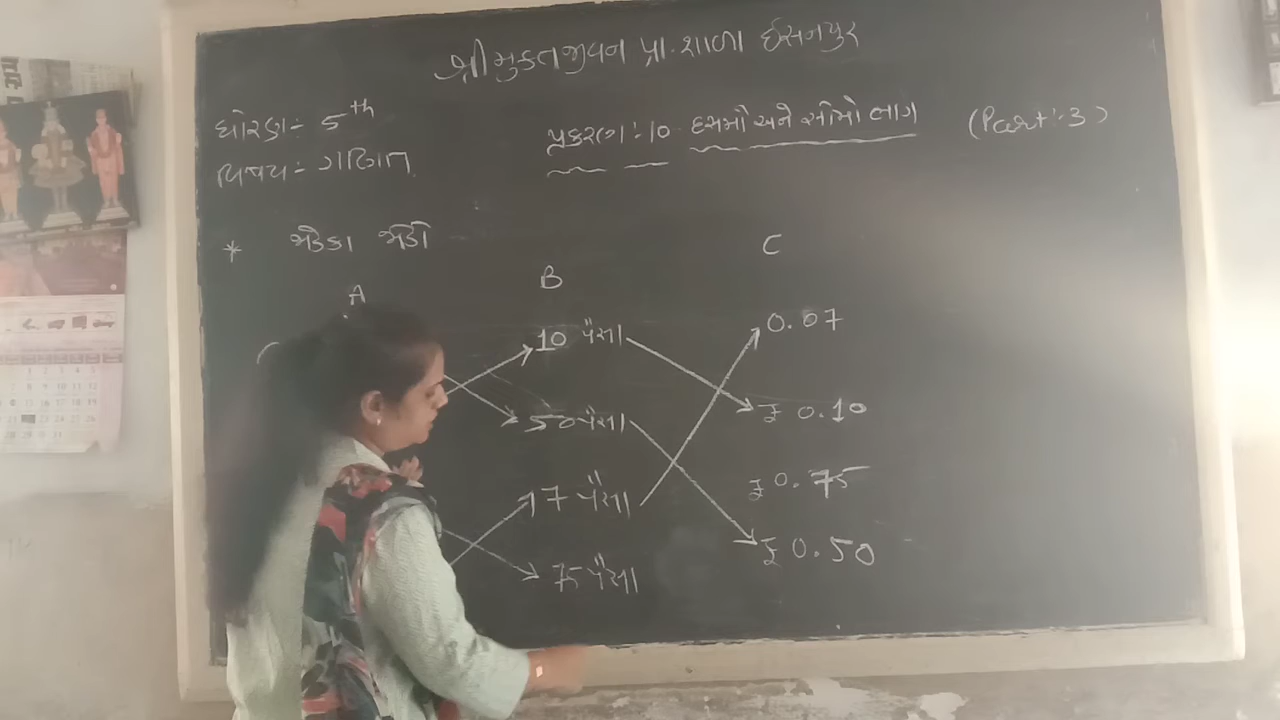 શ્રી મુક્તજીવન પ્રા. શાળા ઈસનપુર
ધોરણ:- 5th
પ્રકરણ:-10 દસમો અને સોમો ભાગ (Part:-3)
વિષય:- ગણિત
* જોડકા જોડો
A B C
10 પૈસા 0.07
50 પૈસા ₹ 0.10
7 પૈસા ₹ 0.75
75 પૈસા ₹ 0.50